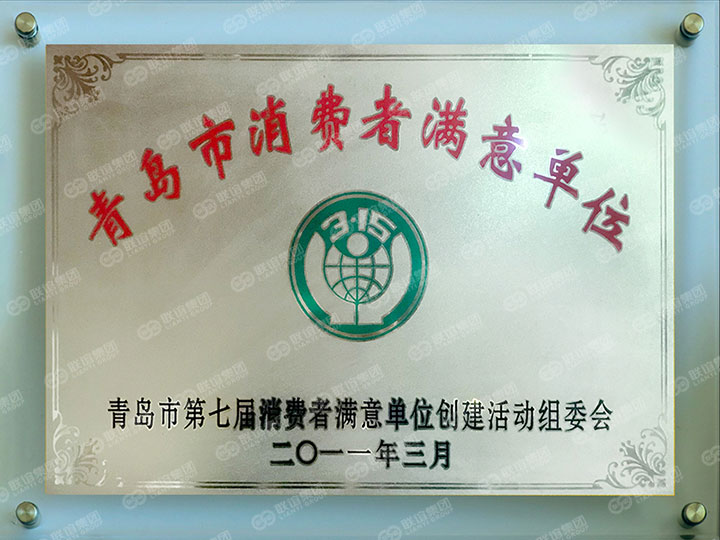 青岛市消费者满意单位
3·15
青岛市第七届消费者满意单位创建活动组委会
二〇一一年三月